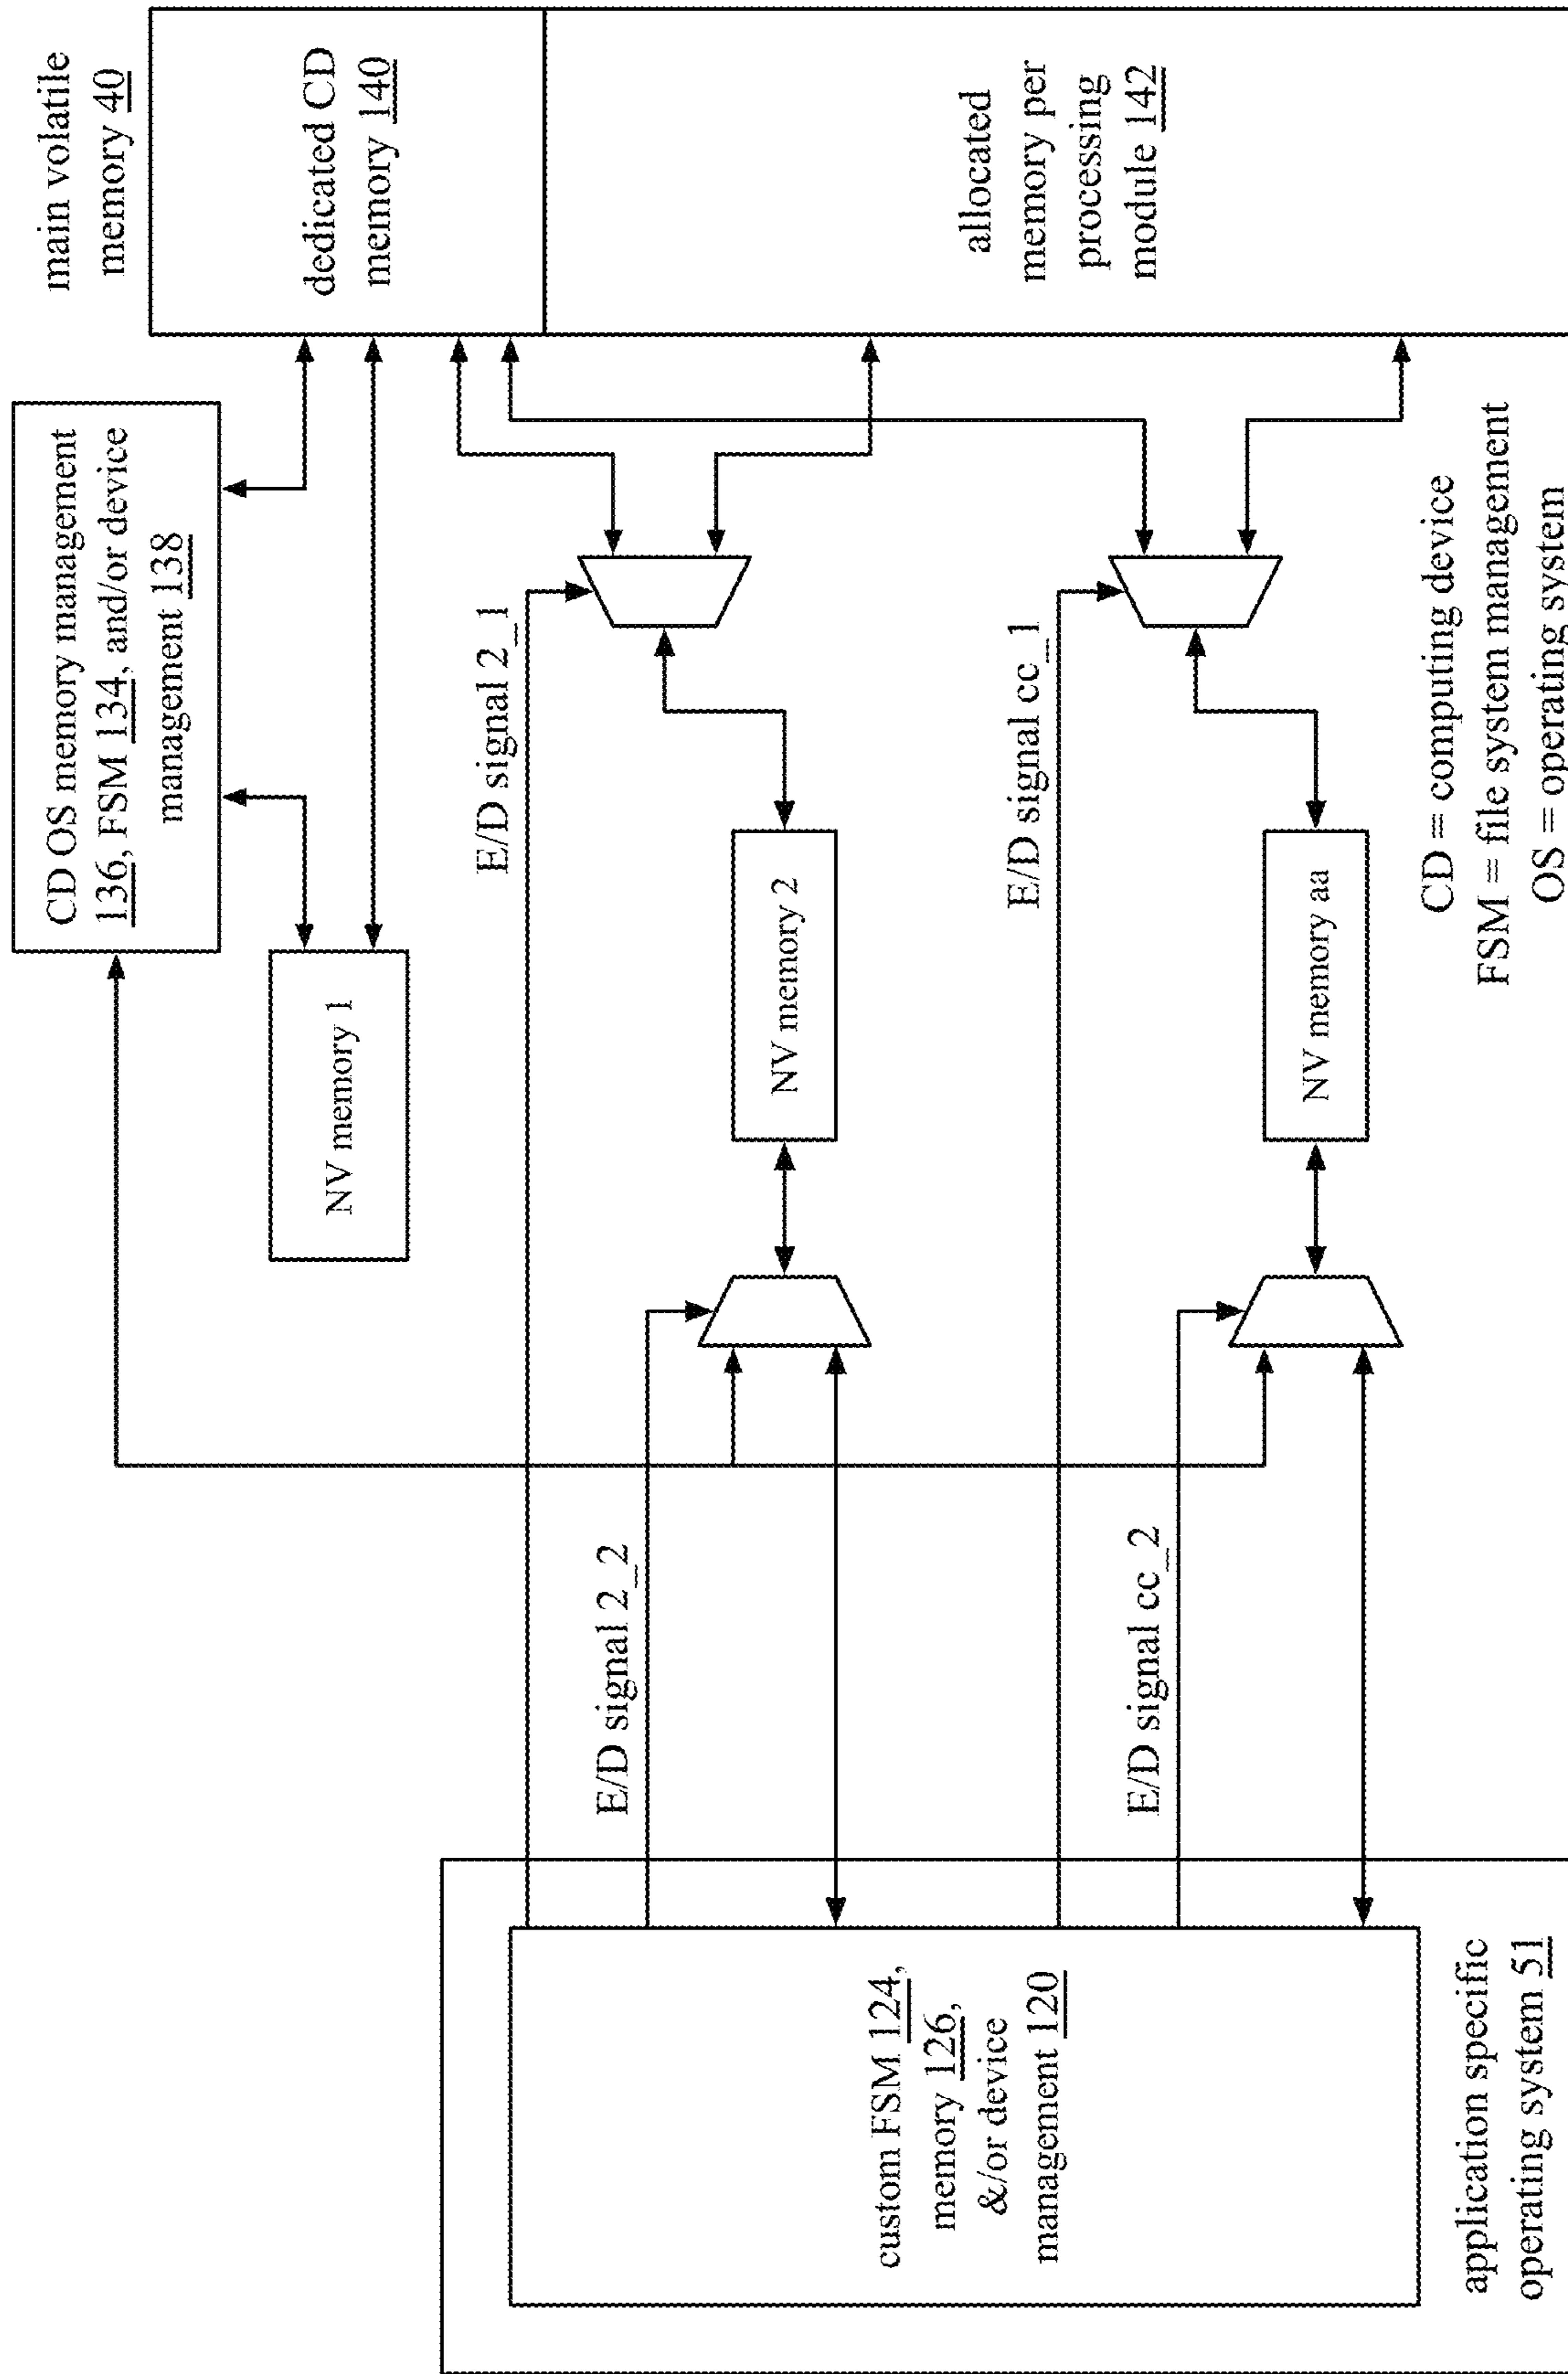 main volatile
memory 40
dedicated CD
memory 140
allocated
memory per
processing
module 142
CD OS memory management
136, FSM 134, and/or device
management 138
NV memory 1
E/D signal 2_1
NV memory 2
E/D signal 2_2
E/D signal cc_1
NV memory aa
E/D signal cc_2
custom FSM 124,
memory 126,
&/or device
management 120
application specific
operating system 51
CD = computing device
FSM = file system management
OS = operating system